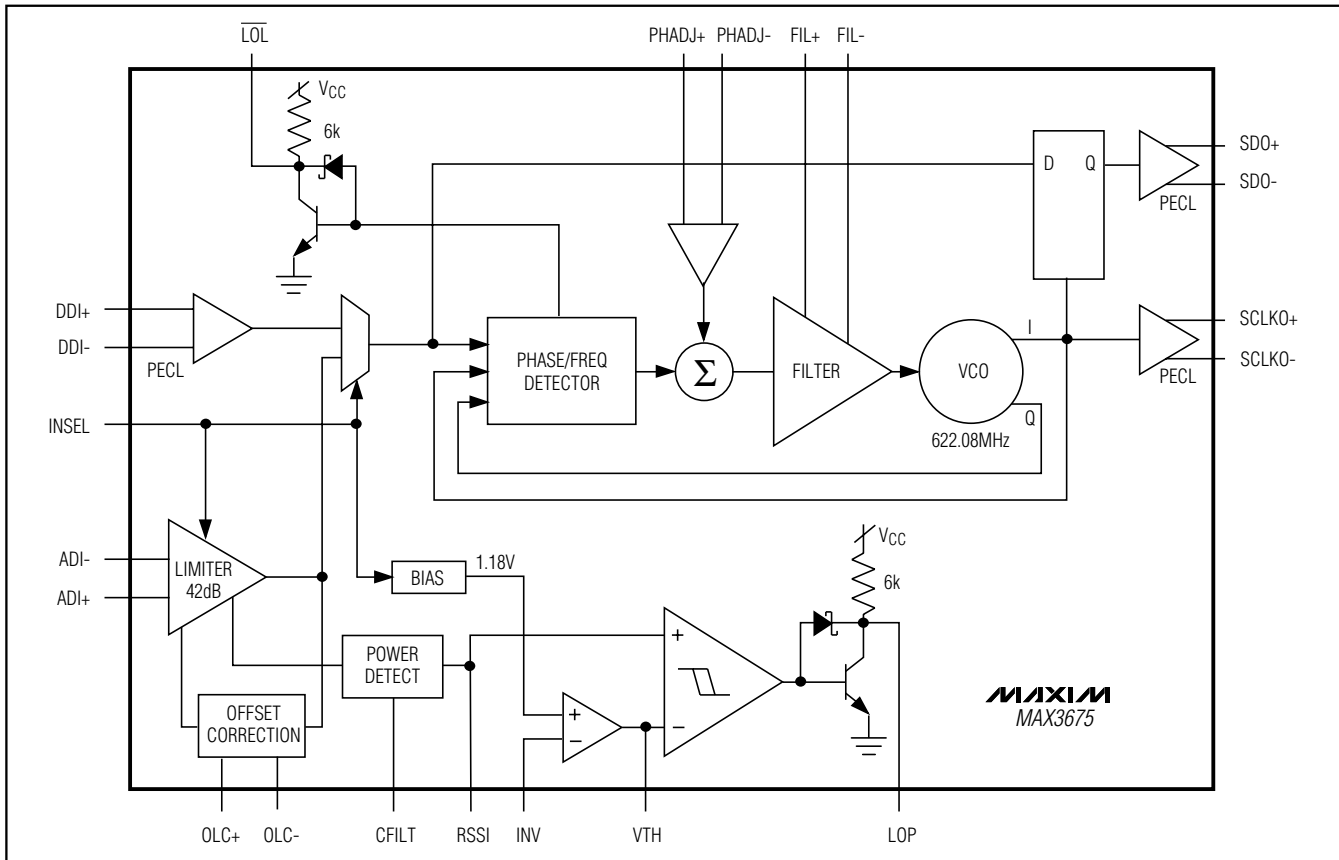 LOL
PHADJ+ PHADJ- FIL+ FIL-
VCC
6k
SDO+
D Q
SDO-
PECL
DDI+
DDI-
PECL
PHASE/FREQ
DETECTOR
Σ
FILTER
VCO
I
Q
622.08MHz
SCLKO+
SCLKO-
PECL
INSEL
ADI-
ADI+
LIMITER
42dB
BIAS
1.18V
VCC
6k
POWER
DETECT
+
-
+
-
OFFSET
CORRECTION
MAXIM
MAX3675
OLC+ OLC- CFILT RSSI INV VTH LOP